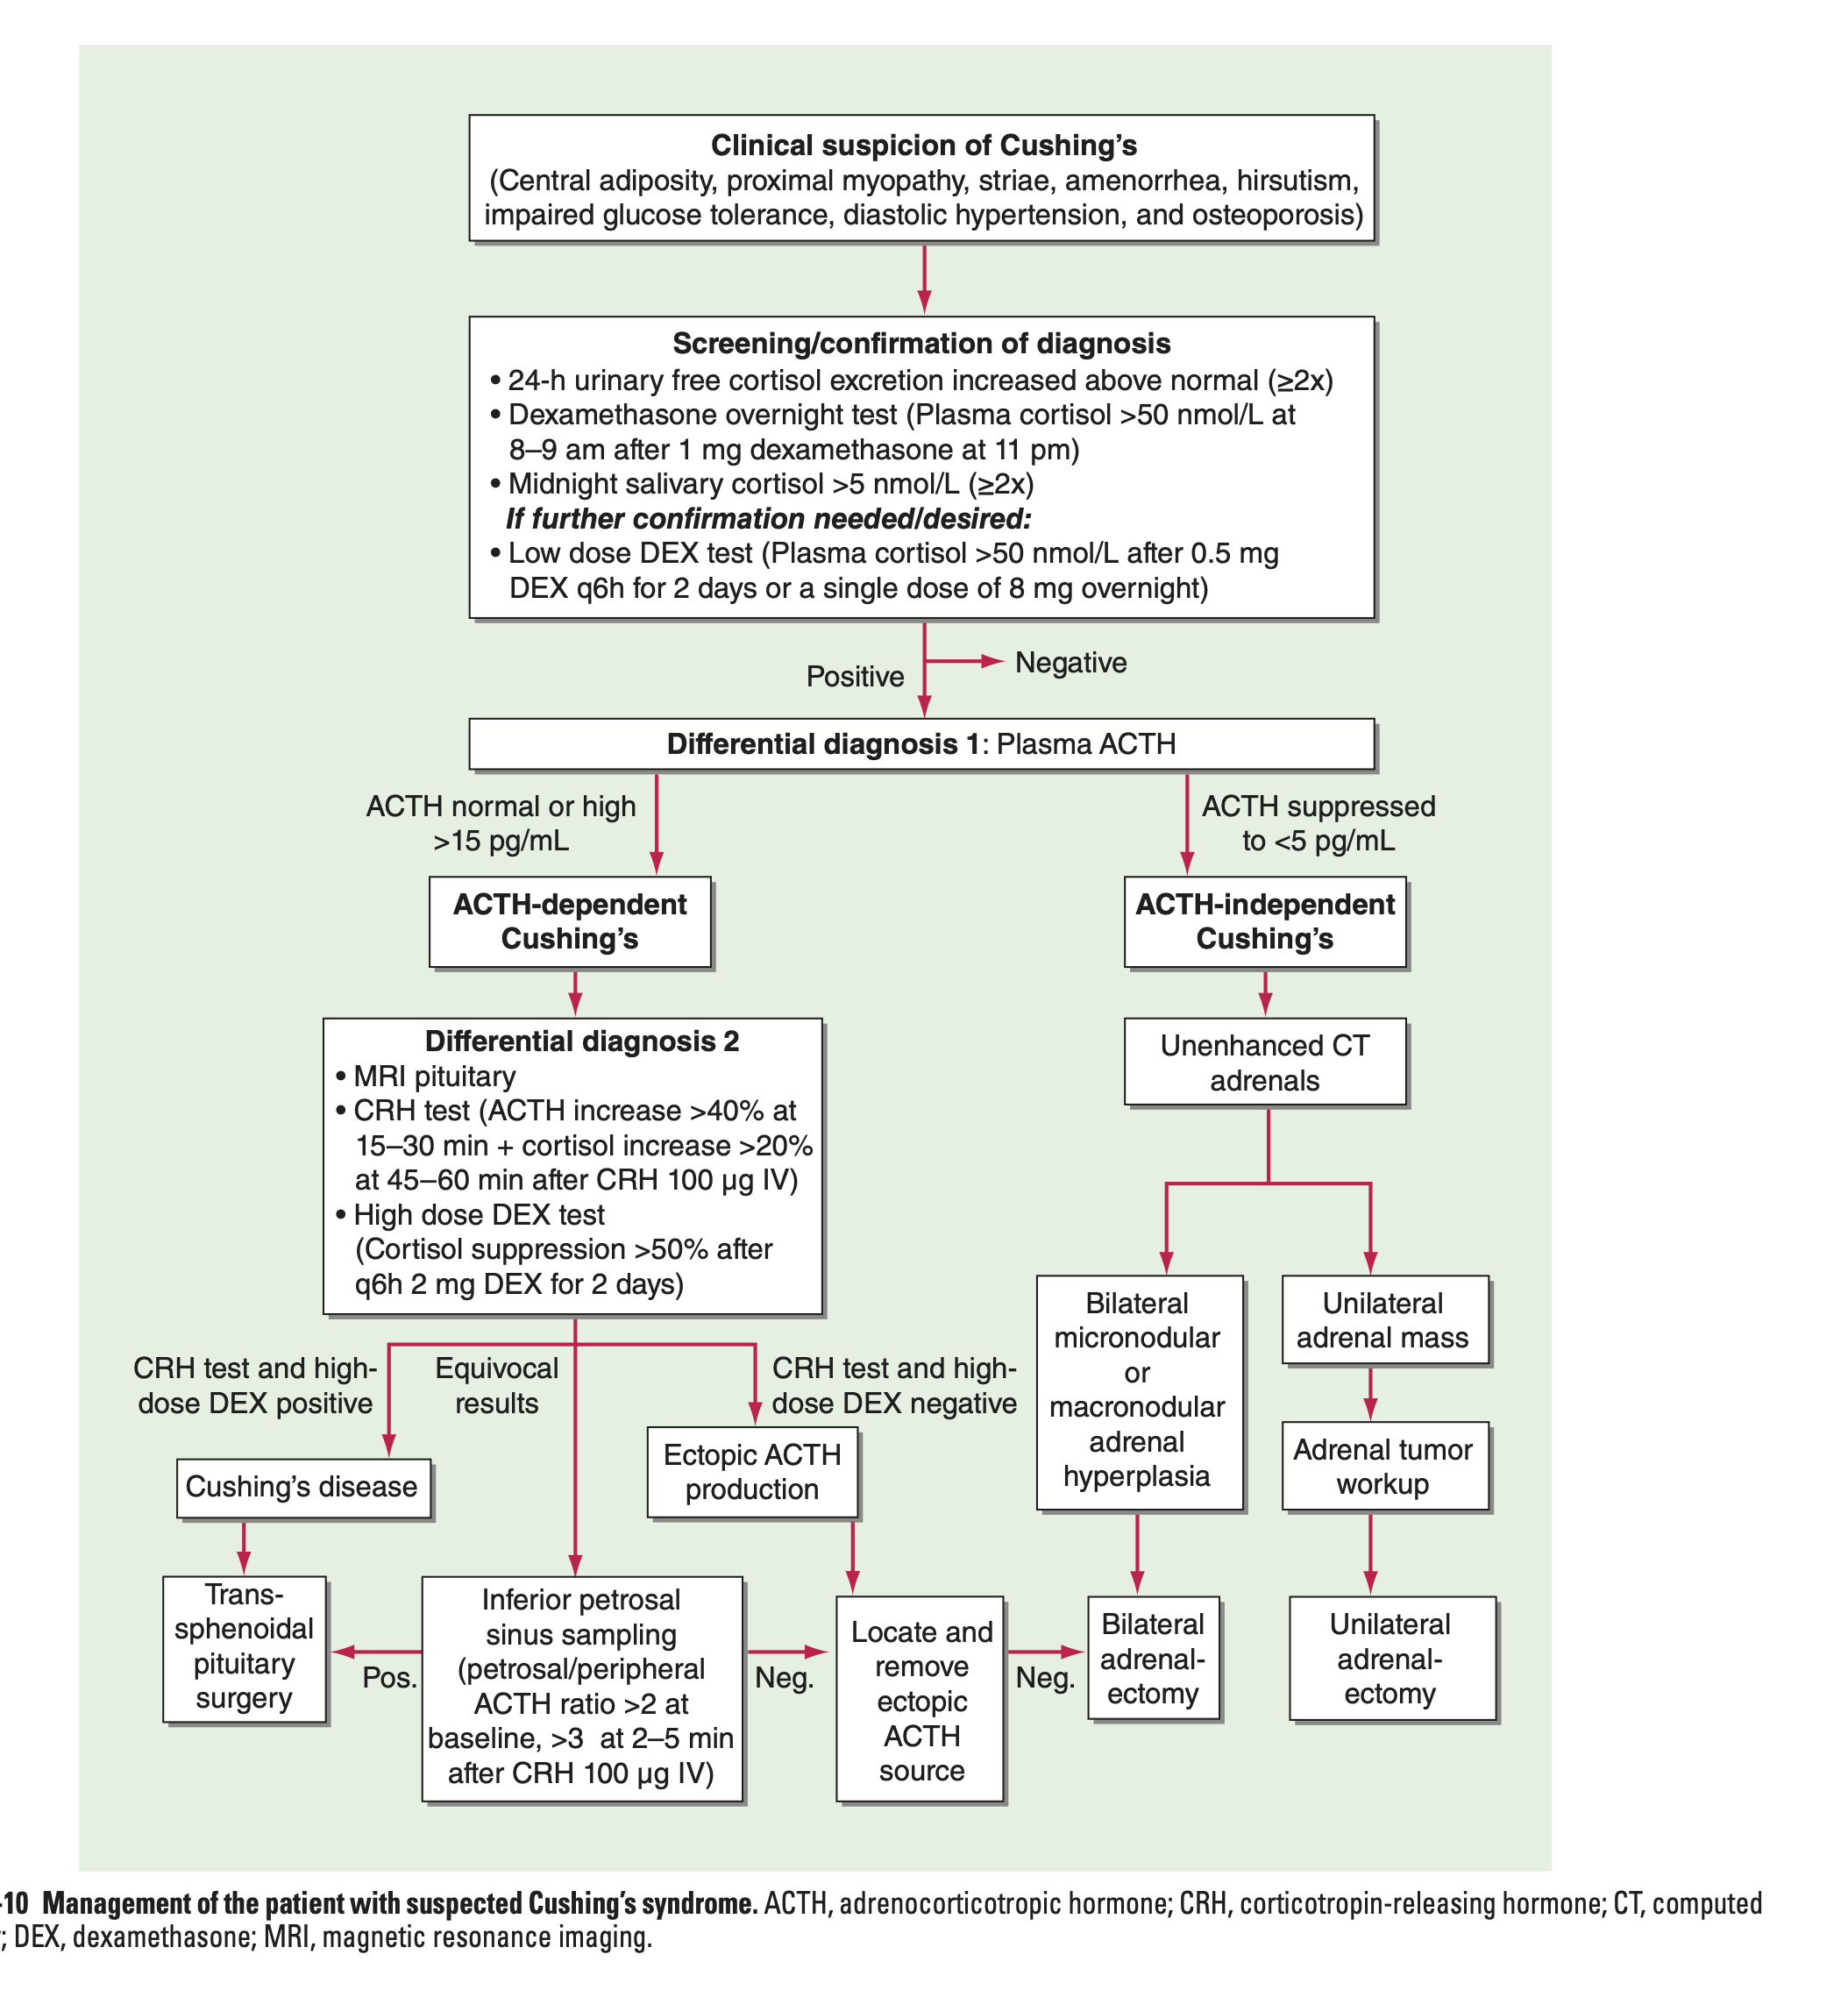 Clinical suspicion of Cushing’s
(Central adiposity, proximal myopathy, striae, amenorrhea, hirsutism,
impaired glucose tolerance, diastolic hypertension, and osteoporosis)
Screening/confirmation of diagnosis
• 24-h urinary free cortisol excretion increased above normal (≥2x)
• Dexamethasone overnight test (Plasma cortisol >50 nmol/L at
8–9 am after 1 mg dexamethasone at 11 pm)
• Midnight salivary cortisol >5 nmol/L (≥2x)
If further confirmation needed/desired:
• Low dose DEX test (Plasma cortisol >50 nmol/L after 0.5 mg
DEX q6h for 2 days or a single dose of 8 mg overnight)
Positive
Negative
Differential diagnosis 1: Plasma ACTH
ACTH normal or high
>15 pg/mL
ACTH suppressed
to <5 pg/mL
ACTH-dependent
Cushing’s
ACTH-independent
Cushing’s
Differential diagnosis 2
• MRI pituitary
• CRH test (ACTH increase >40% at
15–30 min + cortisol increase >20%
at 45–60 min after CRH 100 μg IV)
• High dose DEX test
(Cortisol suppression >50% after
q6h 2 mg DEX for 2 days)
Unenhanced CT
adrenals
CRH test and high-
dose DEX positive
Equivocal
results
CRH test and high-
dose DEX negative
Bilateral
micronodular
or
macronodular
adrenal
hyperplasia
Unilateral
adrenal mass
Cushing’s disease
Ectopic ACTH
production
Adrenal tumor
workup
Trans-
sphenoidal
pituitary
surgery
Pos.
Inferior petrosal
sinus sampling
(petrosal/peripheral
ACTH ratio >2 at
baseline, >3 at 2–5 min
after CRH 100 μg IV)
Neg.
Locate and
remove
ectopic
ACTH
source
Neg.
Bilateral
adrenal-
ectomy
Unilateral
adrenal-
ectomy
-10 Management of the patient with suspected Cushing’s syndrome. ACTH, adrenocorticotropic hormone; CRH, corticotropin-releasing hormone; CT, computed
; DEX, dexamethasone; MRI, magnetic resonance imaging.